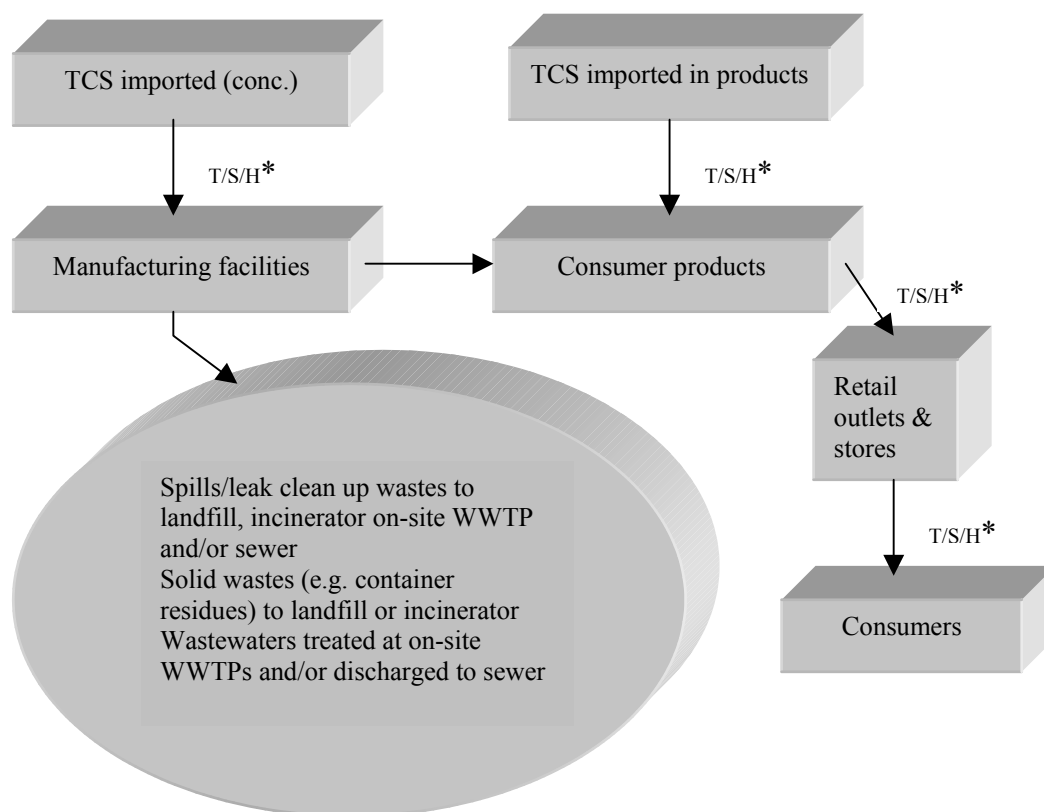 TCS imported (conc.)
TCS imported in products
T/S/H*
T/S/H*
Manufacturing facilities
Consumer products
T/S/H*
Retail
outlets &
stores
Spills/leak clean up wastes to
landfill, incinerator on-site WWTP
and/or sewer
Solid wastes (e.g. container
residues) to landfill or incinerator
Wastewaters treated at on-site
WWTPs and/or discharged to sewer
T/S/H*
Consumers